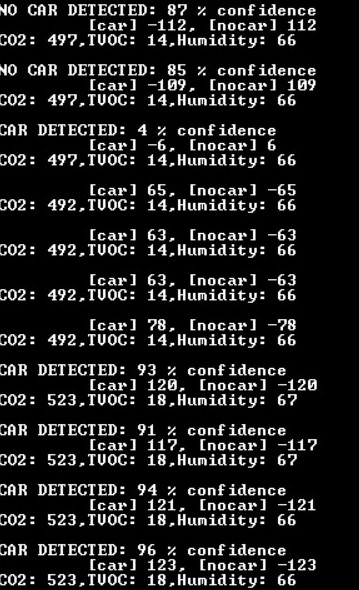 NO CAR DETECTED: 87 % confidence
[car] -112, [nocar] 112
CO2: 497,TVOC: 14,Humidity: 66
NO CAR DETECTED: 85 % confidence
[car] -109, [nocar] 109
CO2: 497,TVOC: 14,Humidity: 66
CAR DETECTED: 4 % confidence
[car] -6, [nocar] 6
CO2: 497,TVOC: 14,Humidity: 66
[car] 65, [nocar] -65
CO2: 492,TVOC: 14,Humidity: 66
[car] 63, [nocar] -63
CO2: 492,TVOC: 14,Humidity: 66
[car] 63, [nocar] -63
CO2: 492,TVOC: 14,Humidity: 66
[car] 78, [nocar] -78
CO2: 492,TVOC: 14,Humidity: 66
CAR DETECTED: 93 % confidence
[car] 120, [nocar] -120
CO2: 523,TVOC: 18,Humidity: 67
CAR DETECTED: 91 % confidence
[car] 117, [nocar] -117
CO2: 523,TVOC: 18,Humidity: 67
CAR DETECTED: 94 % confidence
[car] 121, [nocar] -121
CO2: 523,TVOC: 18,Humidity: 66
CAR DETECTED: 96 % confidence
[car] 123, [nocar] -123
CO2: 523,TVOC: 18,Humidity: 66